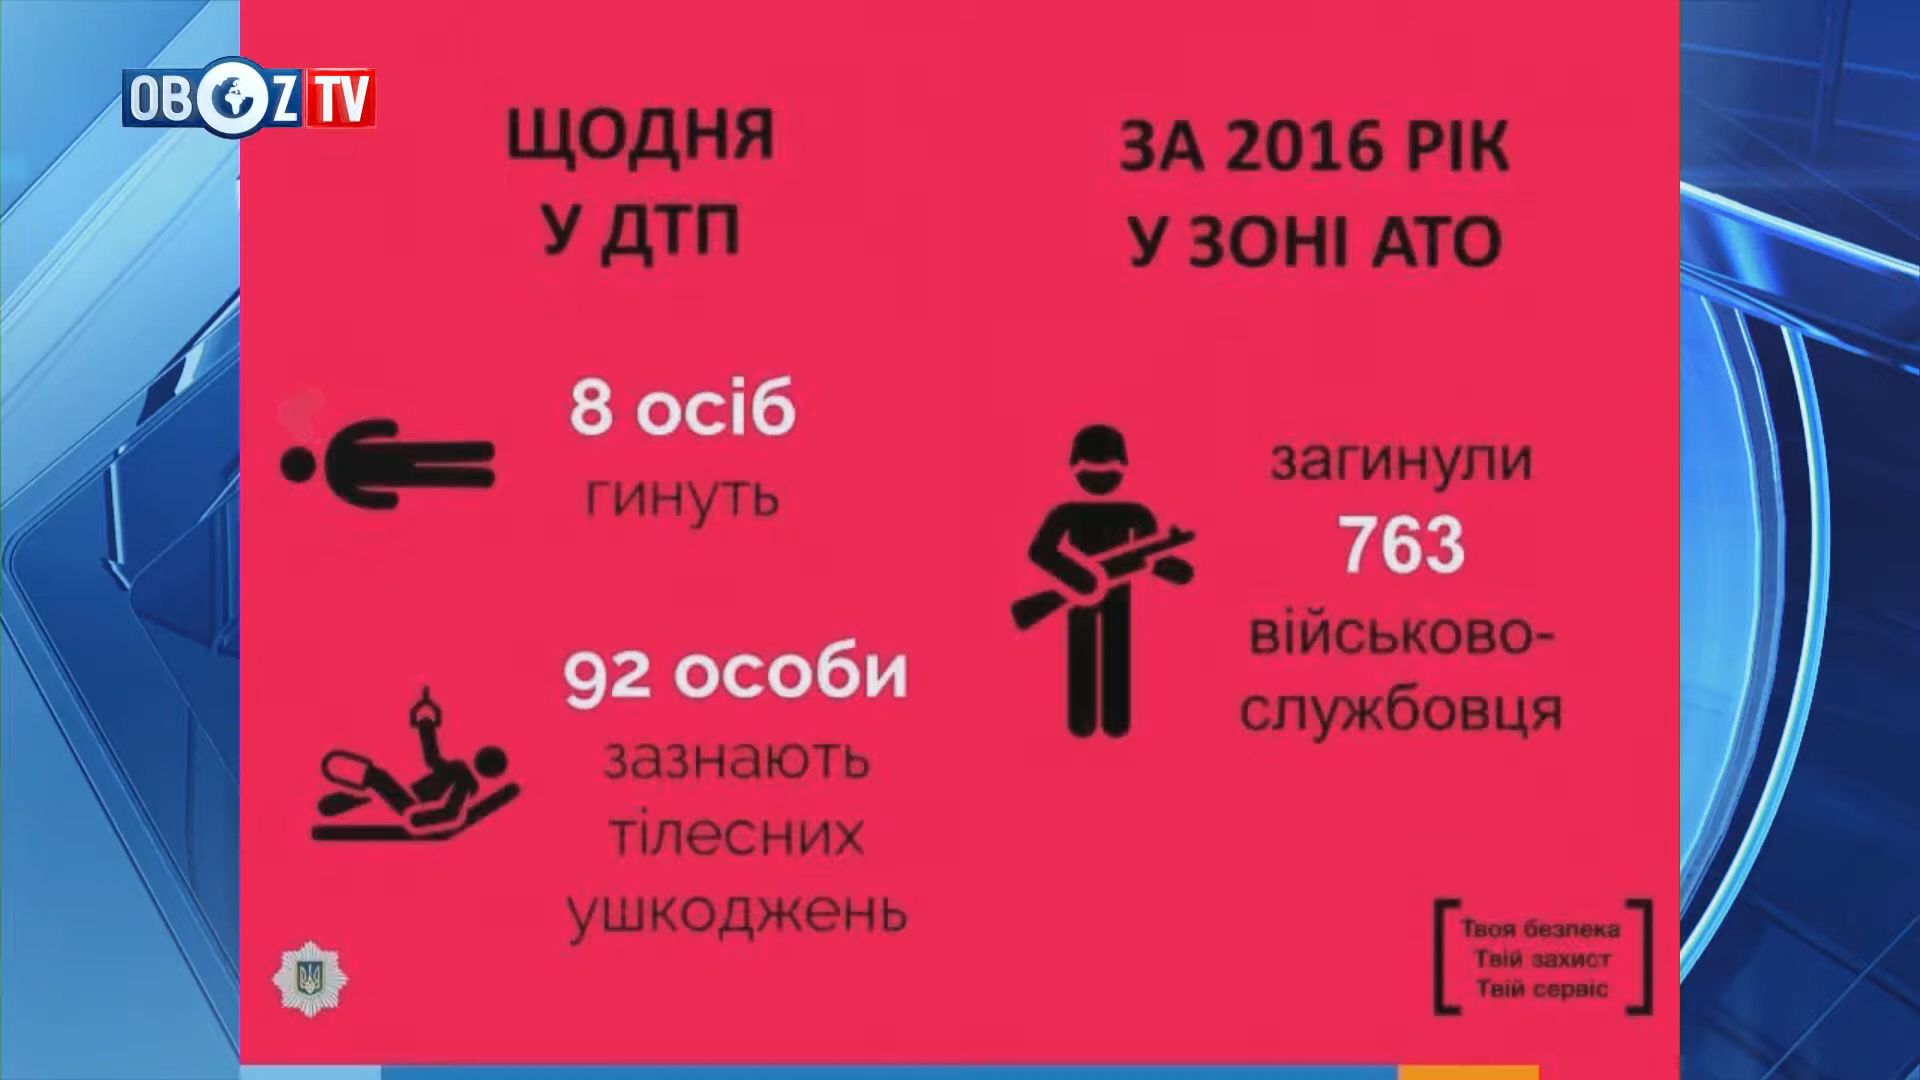 OBOZ TV
ЩОДНЯ
У ДТП
8 осіб
гинуть
92 особи
зазнають
тілесних
ушкоджень
ЗА 2016 РІК
У ЗОНІ АТО
загинули
763
військово-
службовця
Твоя безпека
Твій захист
Твій сервіс